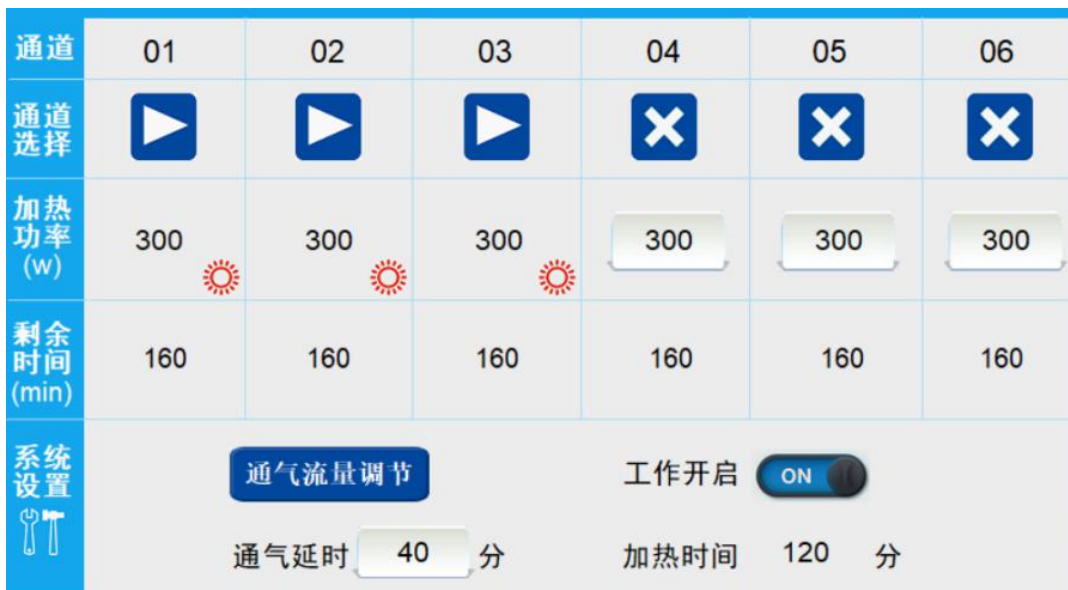 通道 01 02 03 04 05 06
通道
选择
加热
功率
(w)
300 300 300 300 300 300
剩余
时间
(min)
160 160 160 160 160 160
系统
设置
通气流量调节 工作开启 ON
通气延时 40 分 加热时间 120 分